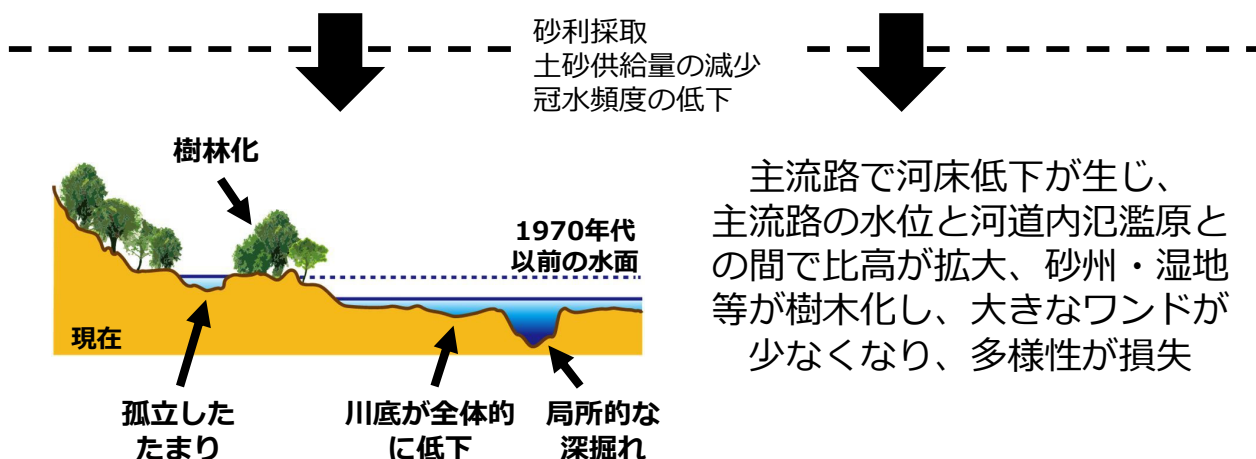 砂利採取
土砂供給量の減少
冠水頻度の低下
樹林化
1970年代
以前の水面
現在
孤立した
たまり
川底が全体的
に低下
局所的な
深掘れ
主流路で河床低下が生じ、
主流路の水位と河道内氾濫原と
の間で比高が拡大、砂州・湿地
等が樹木化し、大きなワンドが
少なくなり、多様性が損失